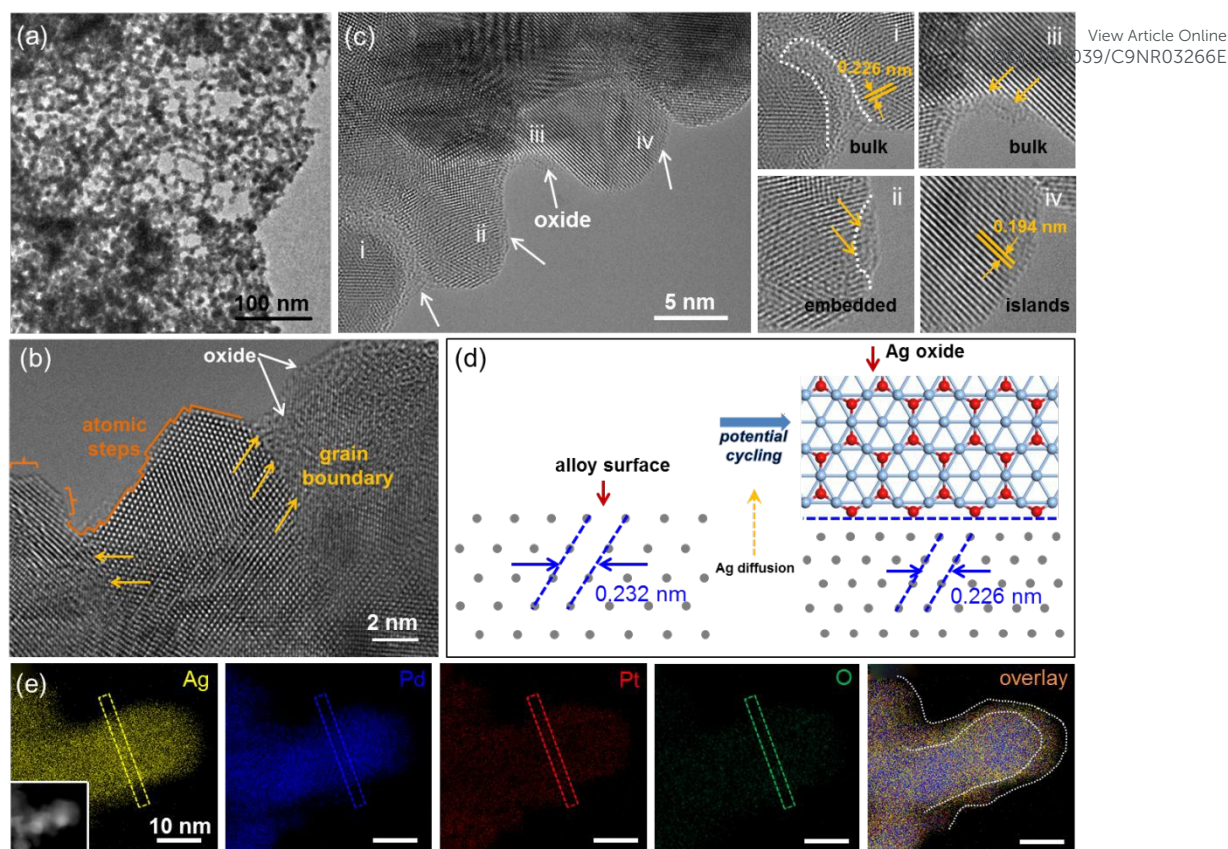 View Article Online
039/C9NR03266E
(a)
100 nm
(c)
i
ii
iii
iv
oxide
5 nm
i
0.226 nm
bulk
iii
bulk
ii
embedded
iv
0.194 nm
islands
(b)
oxide
atomic
steps
grain
boundary
2 nm
(d)
Ag oxide
potential
cycling
alloy surface
Ag diffusion
0.232 nm
0.226 nm
(e)
Ag
10 nm
Pd
Pt
O
overlay